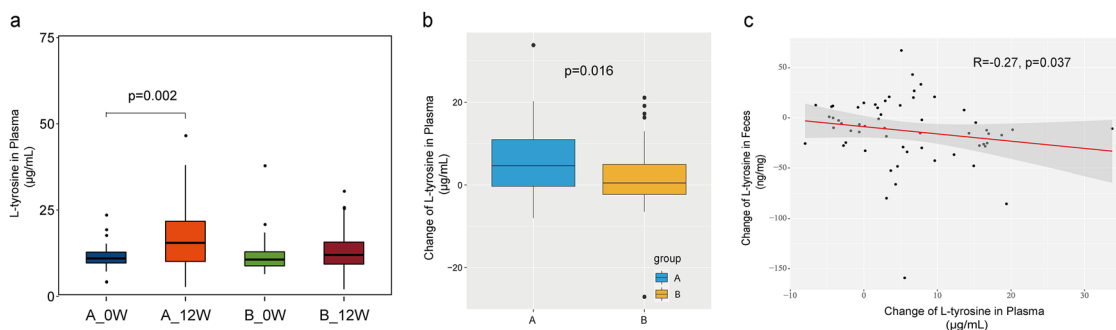 a
L-tyrosine in Plasma
(μg/mL)
75
50
25
0
p=0.002
A_0W
A_12W
B_0W
B_12W
b
Change of L-tyrosine in Plasma
(μg/mL)
20
0
−20
p=0.016
group
A
B
A
B
c
Change of L-tyrosine in Feces
(ng/mg)
50
0
-50
-100
-150
R=-0.27, p=0.037
-10
0
10
20
30
Change of L-tyrosine in Plasma
(μg/mL)